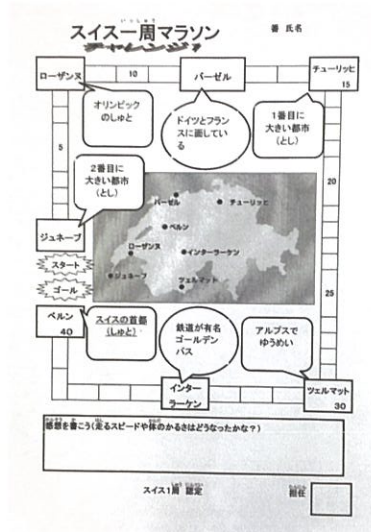 スイス一周マラソン
いっしゅう
チャレンジ
番 氏名
ローザンヌ
10
バーゼル
チューリッヒ
15
オリンピック
のしゅと
ドイツとフラン
スに面してい
る
1番目に
大きい都市
(とし)
5
2番目に
大きい都市
(とし)
20
バーゼル
チューリッヒ
ベルン
ローザンヌ
インターラーケン
ジュネーブ
ツェルマット
ジュネーブ
スタート
ゴール
25
ベルン
40
スイスの首都
(しゅと)
鉄道が有名
ゴールデン
パス
アルプスで
ゆうめい
インター
ラーケン
ツェルマット
30
感想を書こう(走るスピードや体のかるさはどうなったかな?)
スイス1周 認定
担任